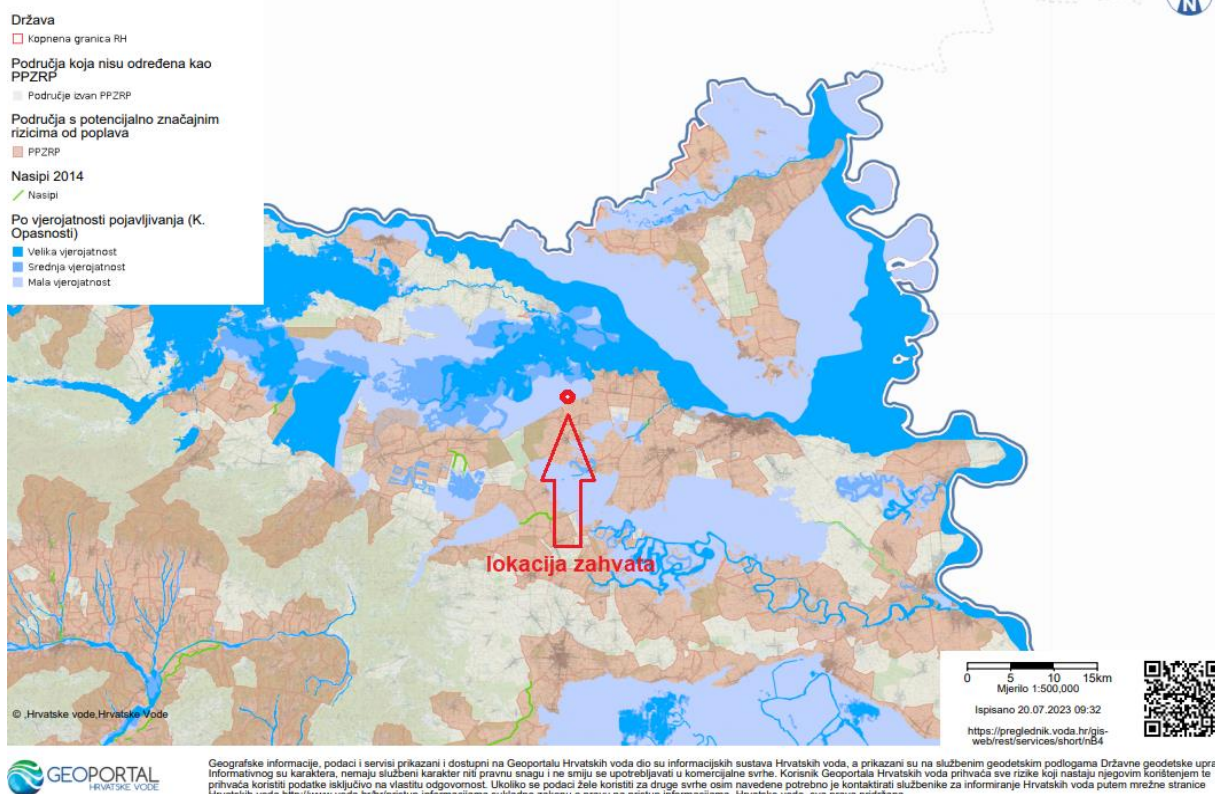 N
Država
Kopnena granica RH
Područja koja nisu određena kao
PPZRP
Područje izvan PPZRP
Područja s potencijalno značajnim
rizicima od poplava
PPZRP
Nasipi 2014
Nasipi
Po vjerojatnosti pojavljivanja (K.
Opasnosti)
Velika vjerojatnost
Srednja vjerojatnost
Mala vjerojatnost
lokacija zahvata
0 5 10 15km
Mjerilo 1:500,000
Ispisano 20.07.2023 09:32
https://preglednik.voda.hr/gis-
web/rest/services/short/nB4
© ,Hrvatske vode,Hrvatske Vode
GEOPORTAL
HRVATSKE VODE
Geografske informacije, podaci i servisi prikazani i dostupni na Geoportalu Hrvatskih voda dio su informacijskih sustava Hrvatskih voda, a prikazani su na službenim geodetskim podlogama Državne geodetske upra
Informativnog su karaktera, nemaju službeni karakter niti pravnu snagu i ne smiju se upotrebljavati u komercijalne svrhe. Korisnik Geoportala Hrvatskih voda prihvaća sve rizike koji nastaju njegovim korištenjem te
prihvaća koristiti podatke isključivo na vlastitu odgovornost. Ukoliko se podaci žele koristiti za druge svrhe osim navedene potrebno je kontaktirati službenike za informiranje Hrvatskih voda putem mrežne stranice